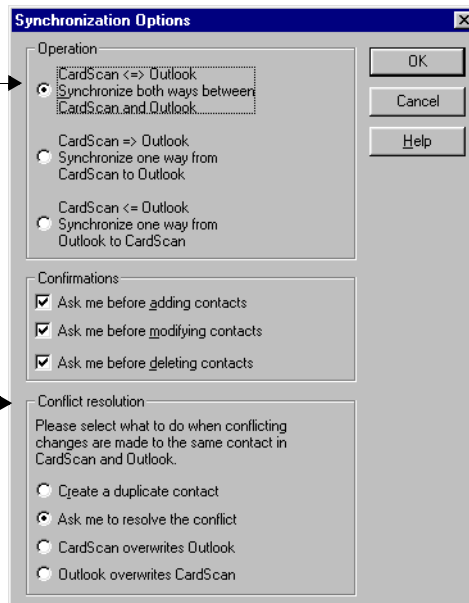 Synchronization Options
Operation
CardScan <=> Outlook
Synchronize both ways between
CardScan and Outlook
CardScan => Outlook
Synchronize one way from
CardScan to Outlook
CardScan <= Outlook
Synchronize one way from
Outlook to CardScan
OK
Cancel
Help
Confirmations
Ask me before adding contacts
Ask me before modifying contacts
Ask me before deleting contacts
Conflict resolution
Please select what to do when conflicting
changes are made to the same contact in
CardScan and Outlook.
Create a duplicate contact
Ask me to resolve the conflict
CardScan overwrites Outlook
Outlook overwrites CardScan